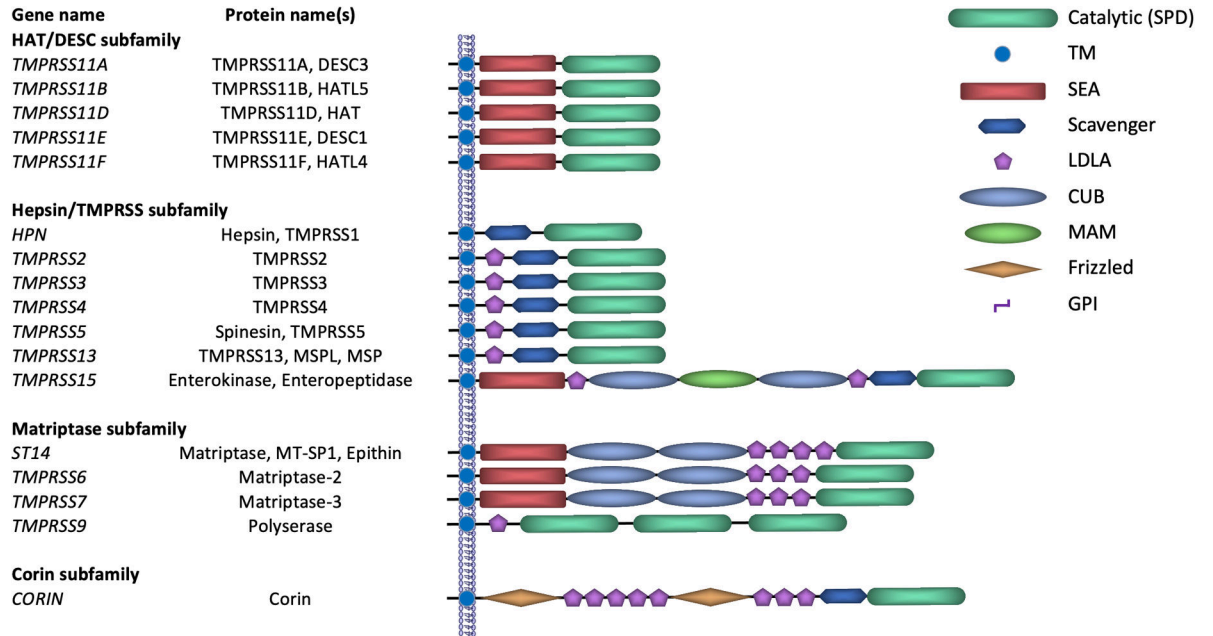 Gene name Protein name(s)
HAT/DESC subfamily
TMPRSS11A TMPRSS11A, DESC3
TMPRSS11B TMPRSS11B, HATL5
TMPRSS11D TMPRSS11D, HAT
TMPRSS11E TMPRSS11E, DESC1
TMPRSS11F TMPRSS11F, HATL4
Hepsin/TMPRSS subfamily
HPN Hepsin, TMPRSS1
TMPRSS2 TMPRSS2
TMPRSS3 TMPRSS3
TMPRSS4 TMPRSS4
TMPRSS5 Spinesin, TMPRSS5
TMPRSS13 TMPRSS13, MSPL, MSP
TMPRSS15 Enterokinase, Enteropeptidase
Matriptase subfamily
ST14 Matriptase, MT-SP1, Epithin
TMPRSS6 Matriptase-2
TMPRSS7 Matriptase-3
TMPRSS9 Polyserase
Corin subfamily
CORIN Corin
Catalytic (SPD)
TM
SEA
Scavenger
LDLA
CUB
MAM
Frizzled
GPI